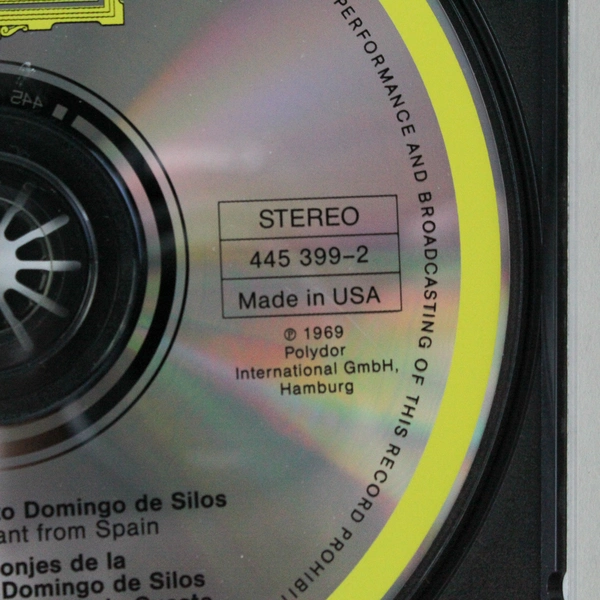 PERFORMANCE AND BROADCASTING OF THIS RECORD PROHIBI
445
STEREO
445 399-2
Made in USA
℗ 1969
Polydor
International GmbH,
Hamburg
o Domingo de Silos
ant from Spain
onjes de la
Domingo de Silos